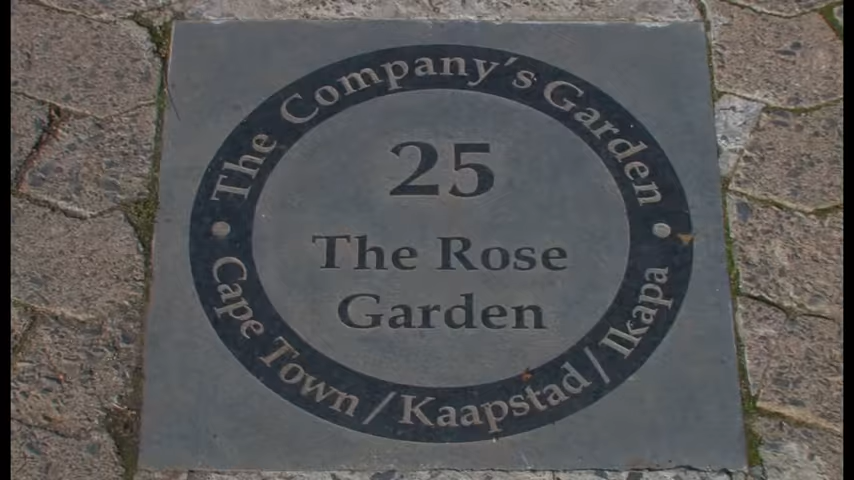 The Company's Garden
25
The Rose
Garden
Cape Town / Kaapstad / Ikapa